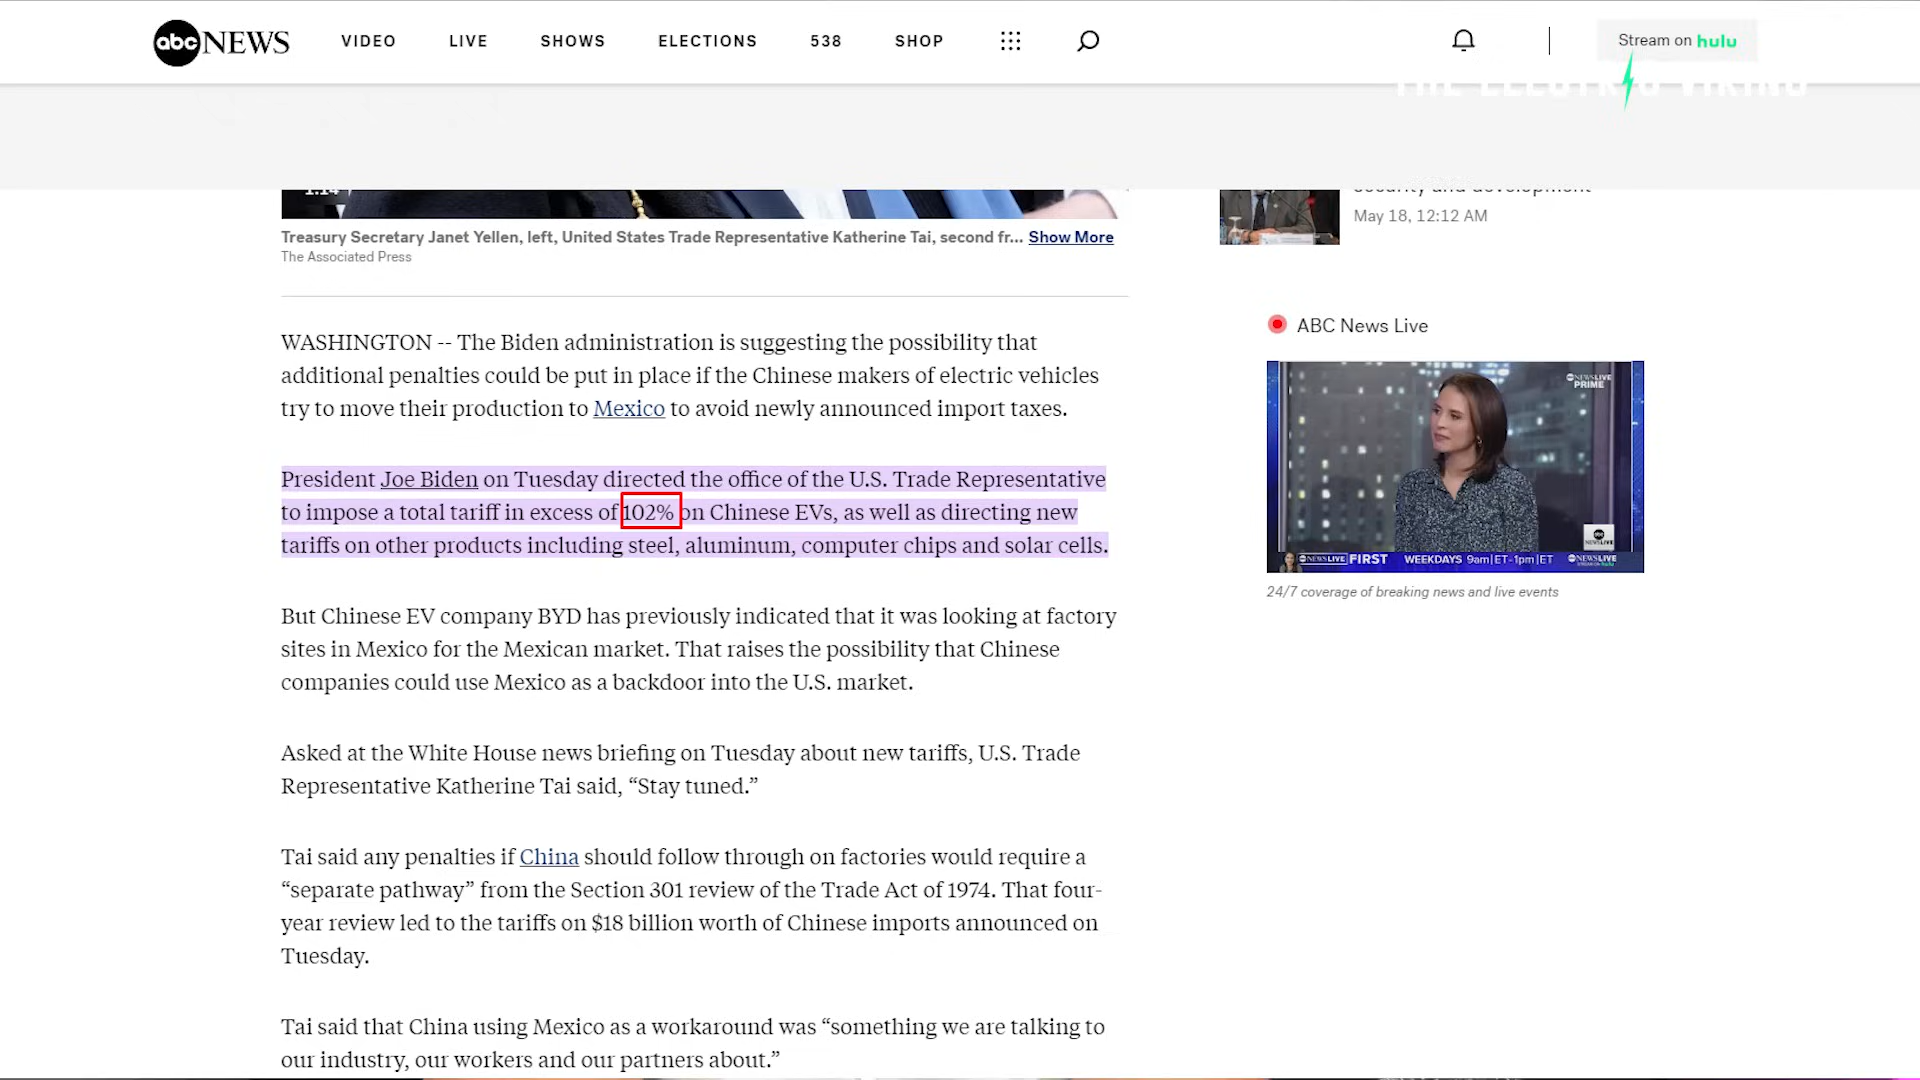 abc NEWS VIDEO LIVE SHOWS ELECTIONS 538 SHOP Stream on hulu
THE ELECTRIC VIKING
1:14
security and development
May 18, 12:12 AM
Treasury Secretary Janet Yellen, left, United States Trade Representative Katherine Tai, second fr... Show More
The Associated Press
WASHINGTON -- The Biden administration is suggesting the possibility that
additional penalties could be put in place if the Chinese makers of electric vehicles
try to move their production to Mexico to avoid newly announced import taxes.
President Joe Biden on Tuesday directed the office of the U.S. Trade Representative
to impose a total tariff in excess of 102% on Chinese EVs, as well as directing new
tariffs on other products including steel, aluminum, computer chips and solar cells.
But Chinese EV company BYD has previously indicated that it was looking at factory
sites in Mexico for the Mexican market. That raises the possibility that Chinese
companies could use Mexico as a backdoor into the U.S. market.
Asked at the White House news briefing on Tuesday about new tariffs, U.S. Trade
Representative Katherine Tai said, “Stay tuned.”
Tai said any penalties if China should follow through on factories would require a
“separate pathway” from the Section 301 review of the Trade Act of 1974. That four-
year review led to the tariffs on $18 billion worth of Chinese imports announced on
Tuesday.
Tai said that China using Mexico as a workaround was “something we are talking to
our industry, our workers and our partners about.”
ABC News Live
NEWS LIVE
PRIME
NEWS LIVE FIRST WEEKDAYS 9am|ET-1pm|ET NEWS LIVE
24/7 coverage of breaking news and live events